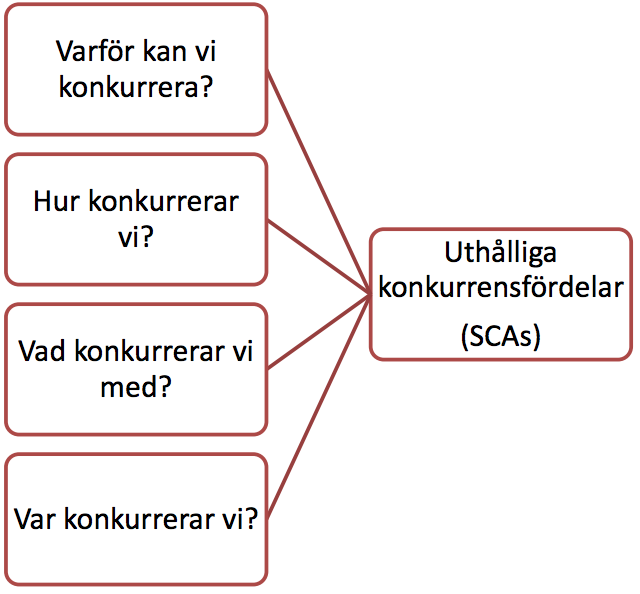 Varför kan vi
konkurrera?
Hur konkurrerar
vi?
Vad konkurrerar vi
med?
Var konkurrerar vi?
Uthålliga
konkurrensfördelar
(SCAs)